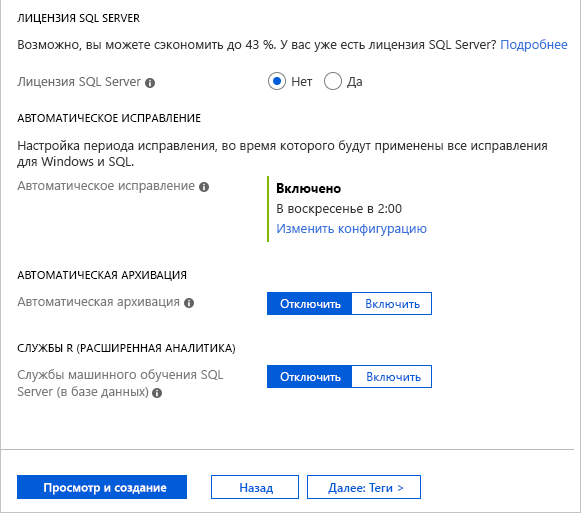 ЛИЦЕНЗИЯ SQL SERVER
Возможно, вы можете сэкономить до 43 %. У вас уже есть лицензия SQL Server? Подробнее
Лицензия SQL Server Нет Да
АВТОМАТИЧЕСКОЕ ИСПРАВЛЕНИЕ
Настройка периода исправления, во время которого будут применены все исправления
для Windows и SQL.
Автоматическое исправление Включено
В воскресенье в 2:00
Изменить конфигурацию
АВТОМАТИЧЕСКАЯ АРХИВАЦИЯ
Автоматическая архивация Отключить Включить
СЛУЖБЫ R (РАСШИРЕННАЯ АНАЛИТИКА)
Службы машинного обучения SQL Отключить Включить
Server (в базе данных)
Просмотр и создание Назад Далее: Теги >